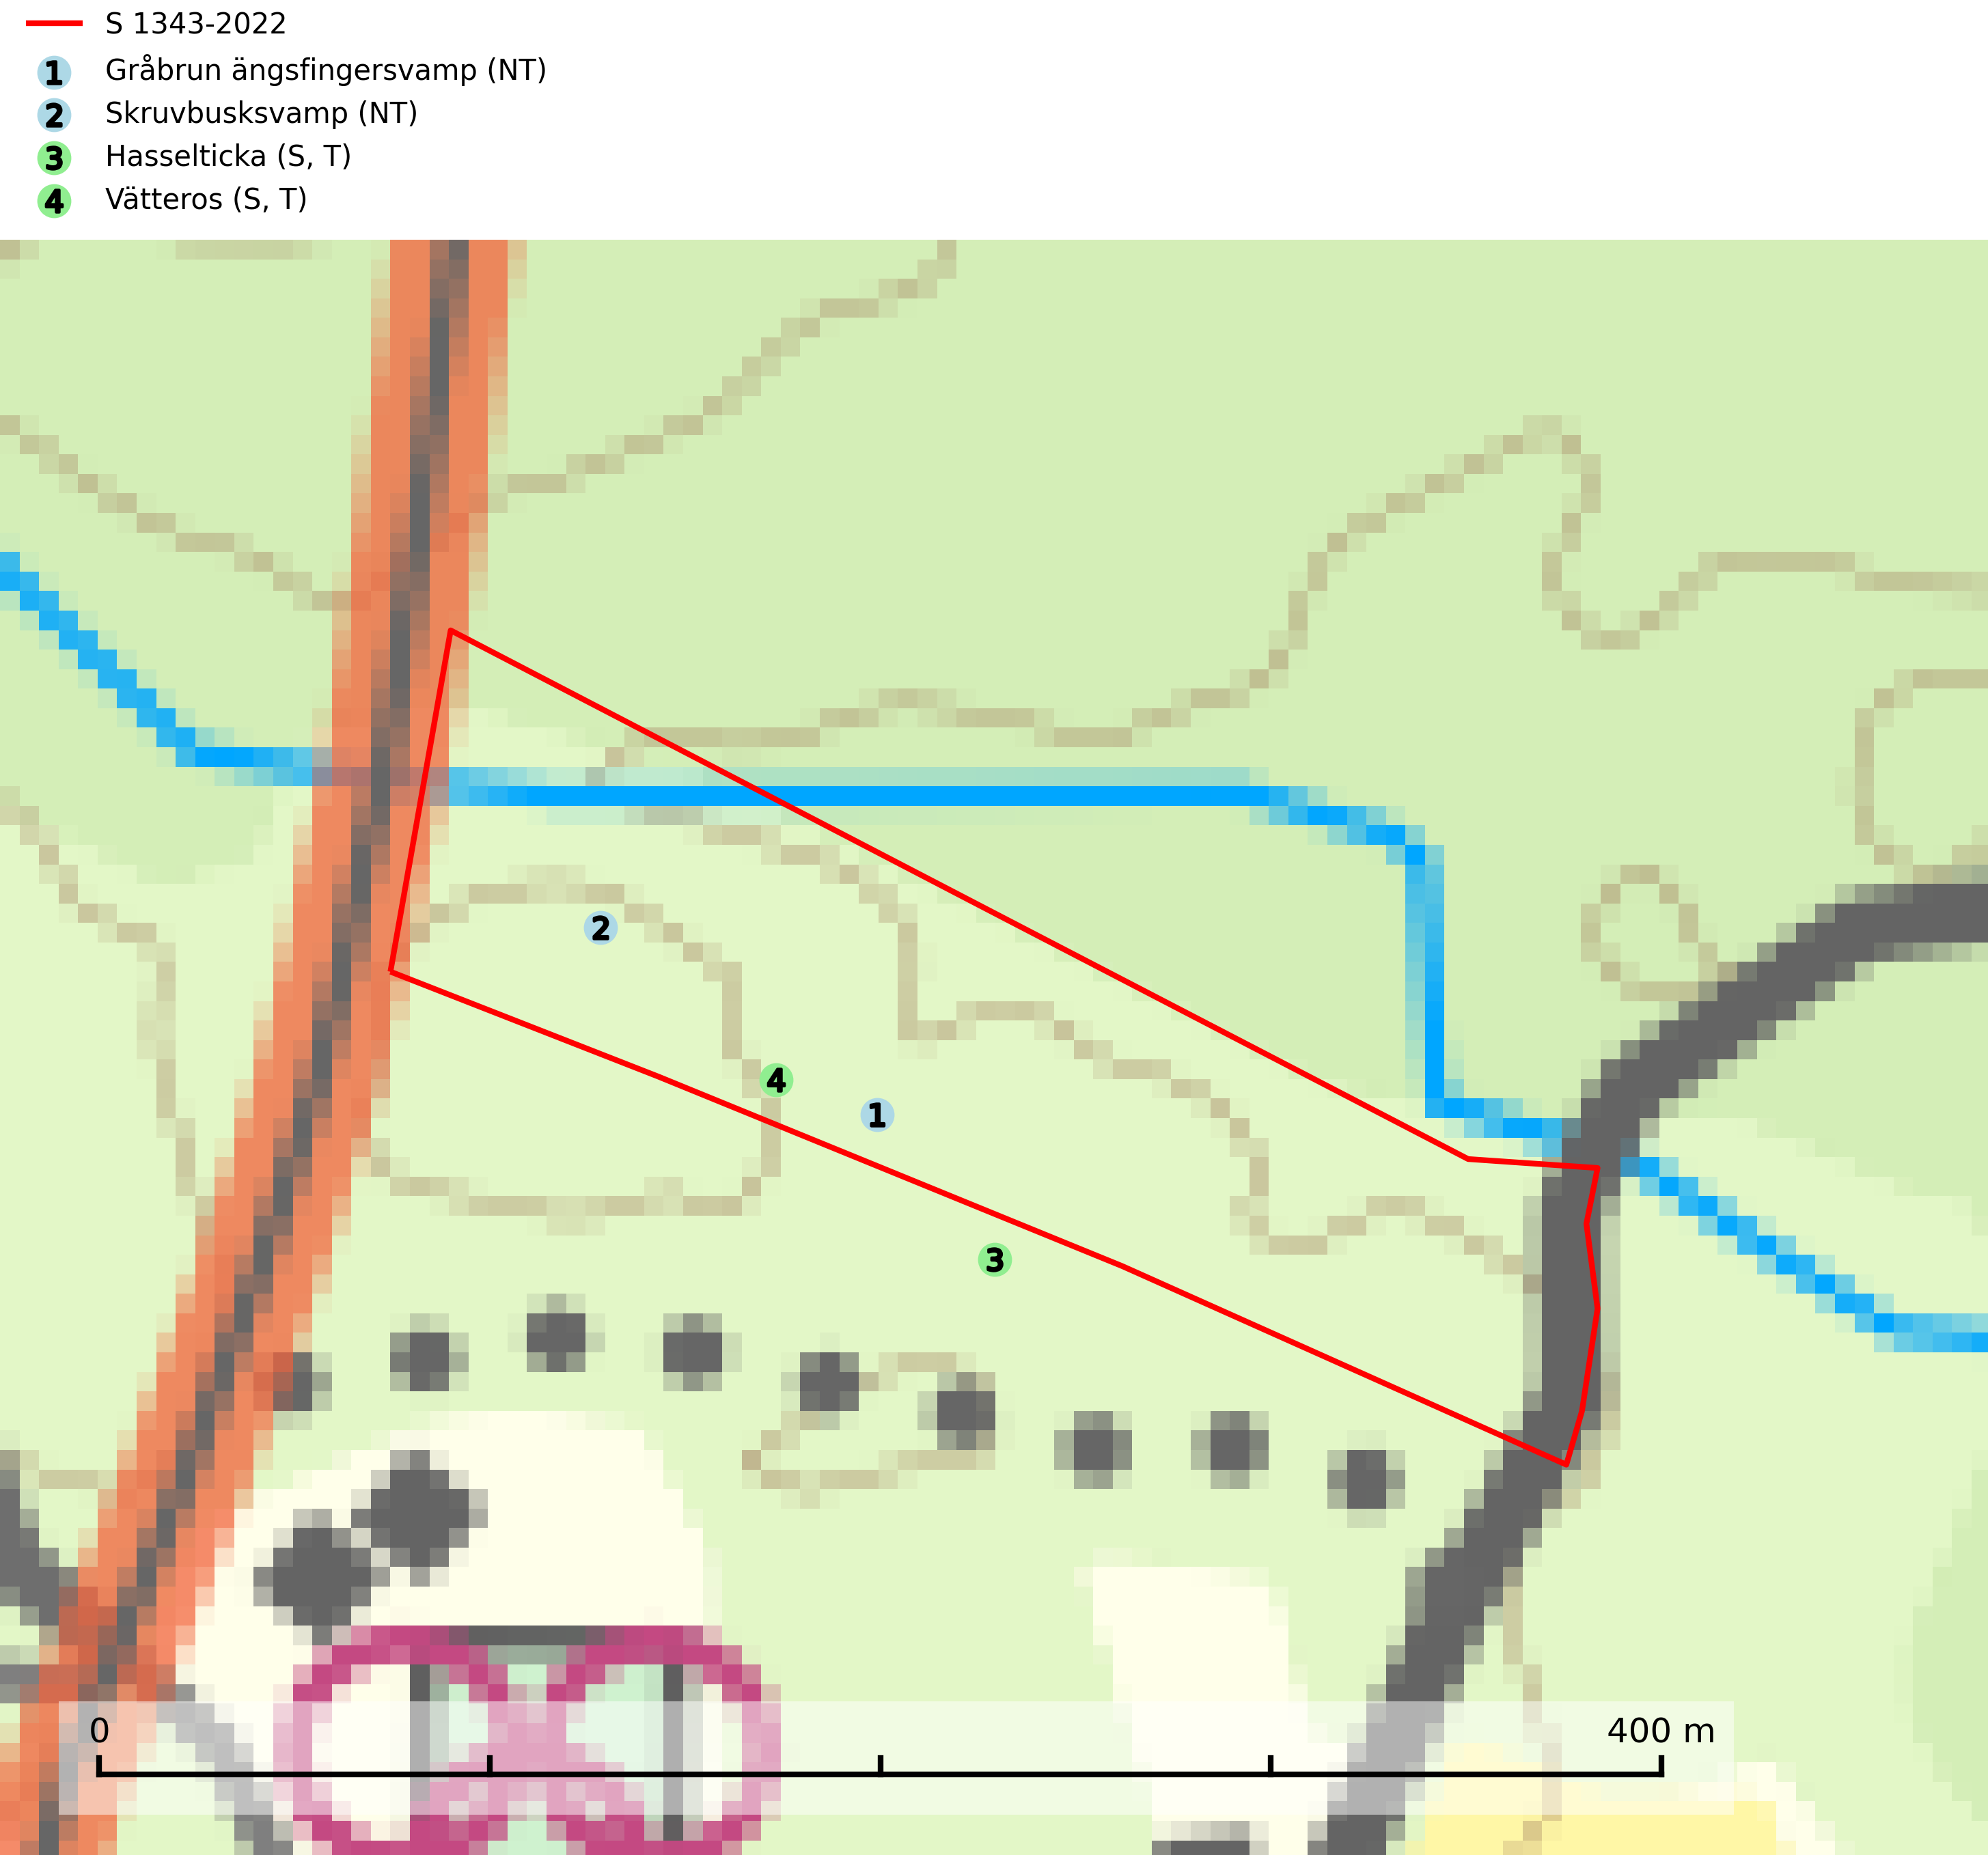 S 1343-2022
1 Gråbrun ängsfingersvamp (NT)
2 Skruvbusksvamp (NT)
3 Hasselticka (S, T)
4 Vätteros (S, T)
2
4
1
3
0 400 m